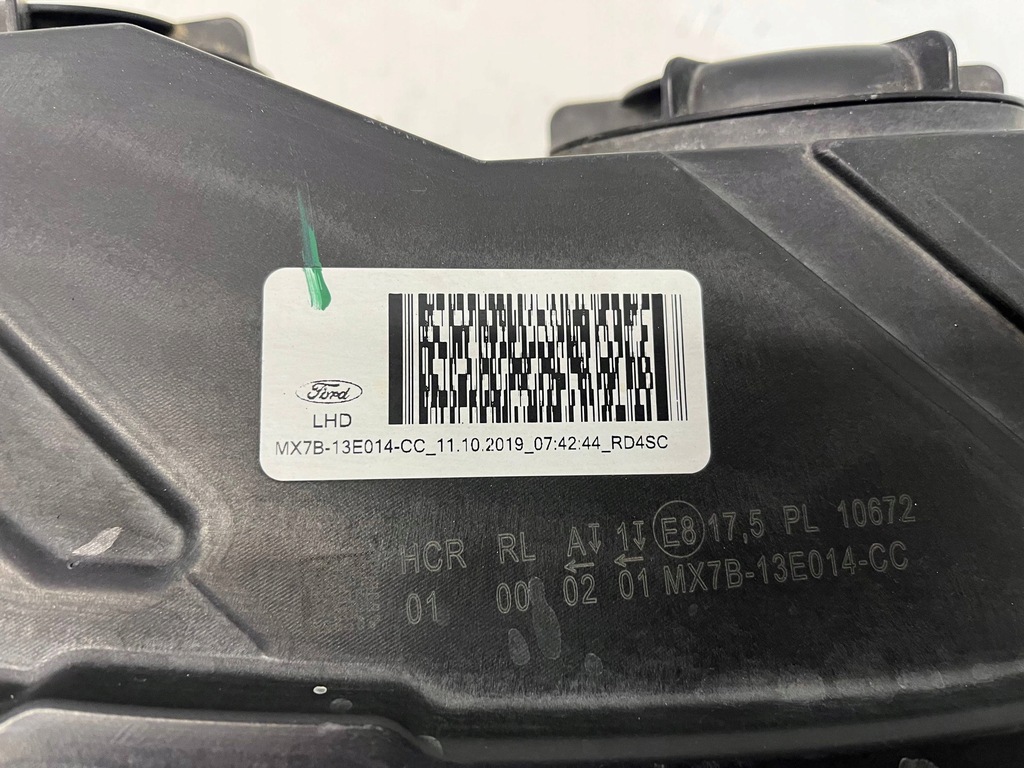 Ford
LHD
MX7B-13E014-CC_11.10.2019_07:42:44_RD4SC
HCR RL A 1 E8 17,5 PL 10672
01 00 02 01 MX7B-13E014-CC